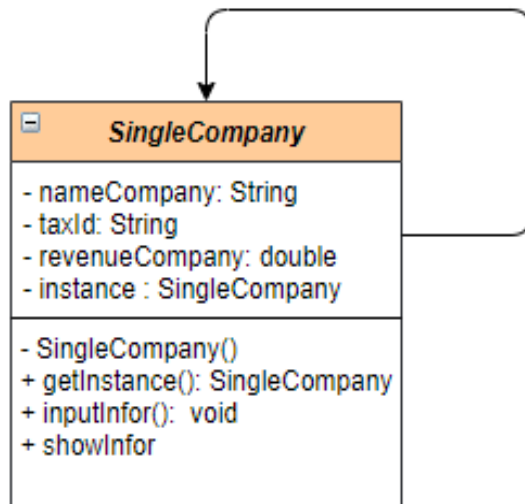 SingleCompany
- nameCompany: String
- taxId: String
- revenueCompany: double
- instance : SingleCompany
- SingleCompany()
+ getInstance(): SingleCompany
+ inputInfor(): void
+ showInfor